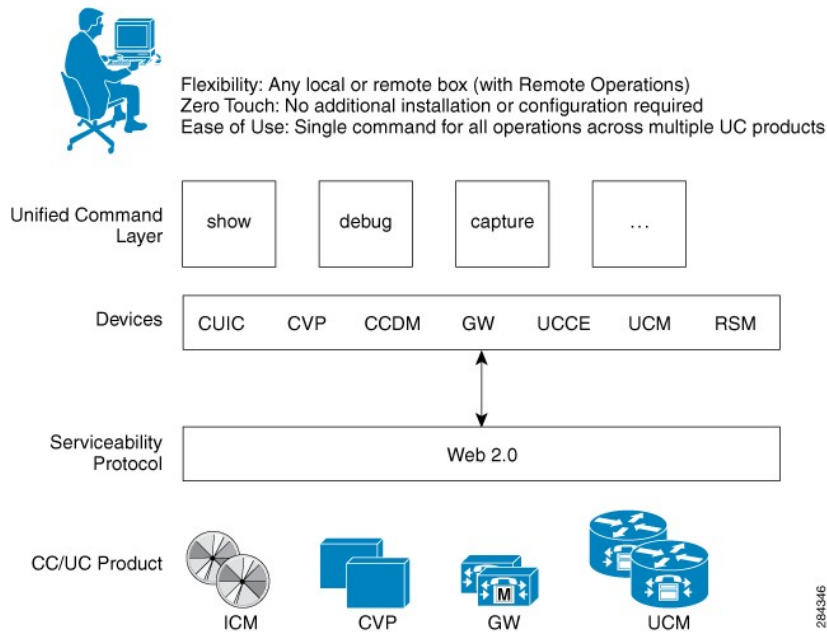 Flexibility: Any local or remote box (with Remote Operations)
Zero Touch: No additional installation or configuration required
Ease of Use: Single command for all operations across multiple UC products
Unified Command
Layer
show
debug
capture
...
Devices
CUIC CVP CCDM GW UCCE UCM RSM
Serviceability
Protocol
Web 2.0
CC/UC Product
M
ICM
CVP
GW
UCM
284346